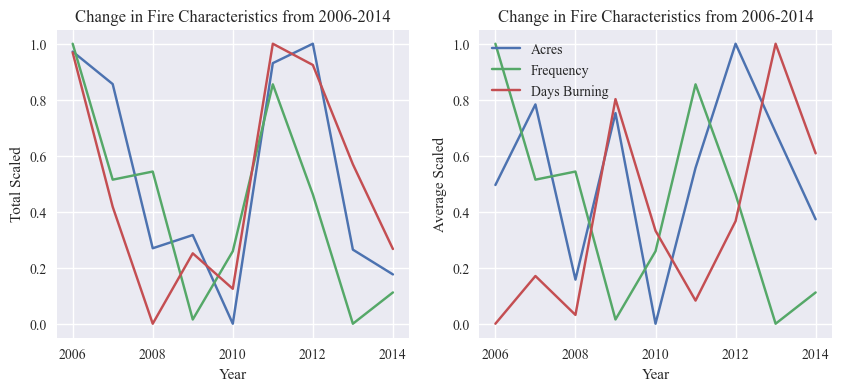 Change in Fire Characteristics from 2006-2014
1.0
0.8
0.6
0.4
0.2
0.0
Total Scaled
2006
2008
2010
2012
2014
Year
Change in Fire Characteristics from 2006-2014
Acres
Frequency
Days Burning
1.0
0.8
0.6
0.4
0.2
0.0
Average Scaled
2006
2008
2010
2012
2014
Year